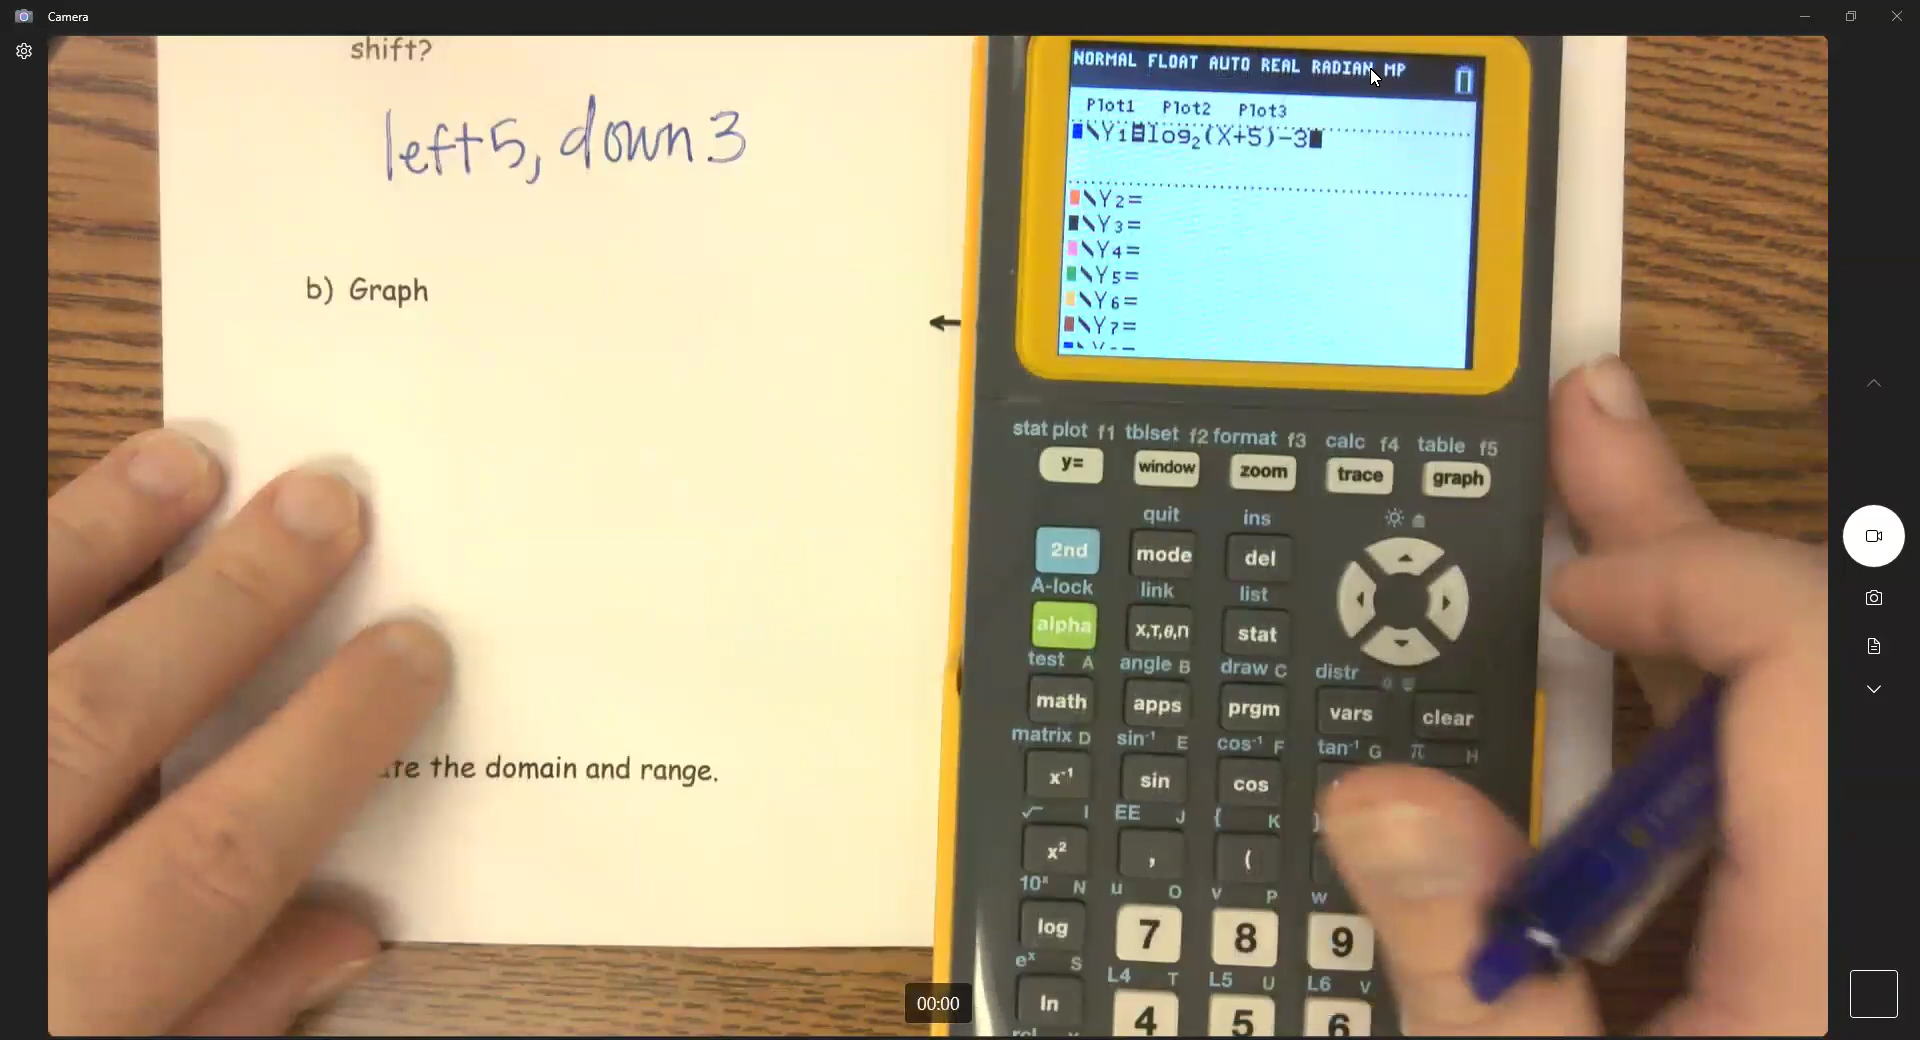 Camera
shift?
left 5, down 3
b) Graph
the domain and range.
NORMAL FLOAT AUTO REAL RADIAN MP
Plot1 Plot2 Plot3
\Y1=log2(X+5)-3
\Y2=
\Y3=
\Y4=
\Y5=
\Y6=
\Y7=
stat plot f1 tblset f2 format f3 calc f4 table f5
y= window zoom trace graph
quit ins
2nd mode del
A-lock link list
alpha X,T,θ,n stat
test A angle B draw C distr
math apps prgm vars clear
matrix D sin⁻¹ E cos⁻¹ F tan⁻¹ G π H
x⁻¹ sin cos
√ I EE J { K }
x² , (
10ˣ N u O v P w
log 7 8 9
eˣ S L4 T L5 U L6 V
ln 4 5 6
00:00